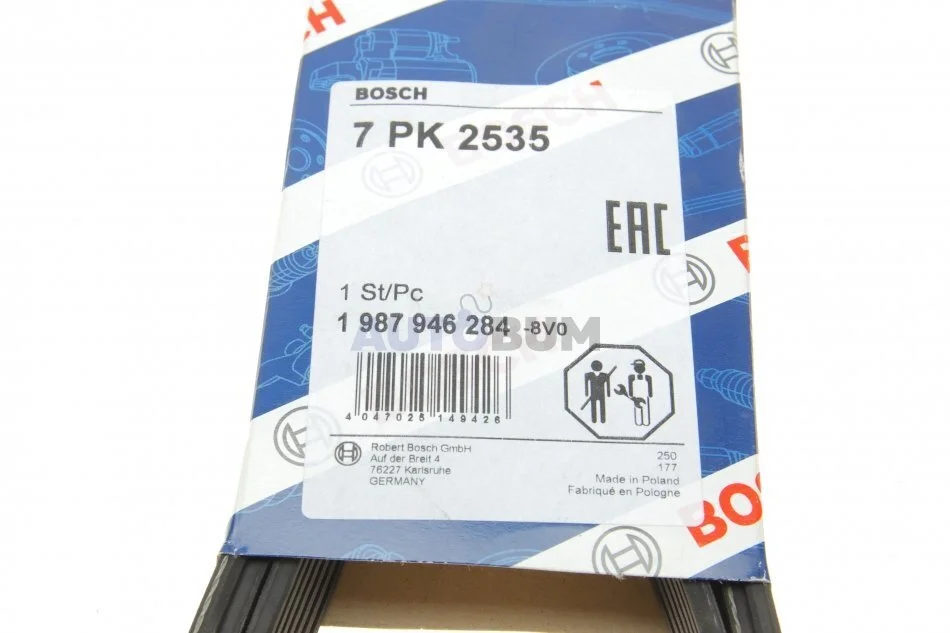 BOSCH
BOSCH
7 PK 2535
BOSCH
EAC
1 St/Pc
1 987 946 284 -8V0
AUTOBUM
4 047025 149426
Robert Bosch GmbH
Auf der Breit 4
76227 Karlsruhe
GERMANY
250
177
Made in Poland
Fabriqué en Pologne
BOSCH